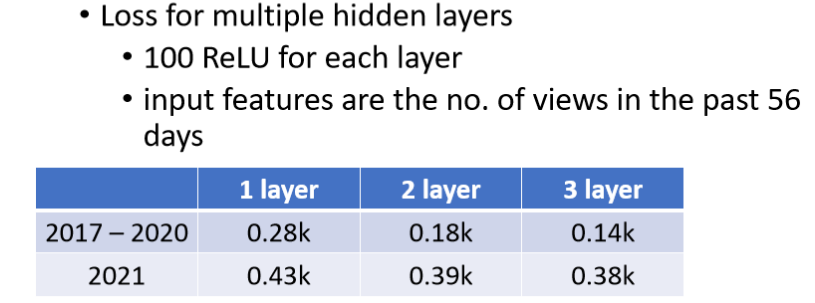 • Loss for multiple hidden layers
• 100 ReLU for each layer
• input features are the no. of views in the past 56
days
1 layer 2 layer 3 layer
2017 – 2020 0.28k 0.18k 0.14k
2021 0.43k 0.39k 0.38k